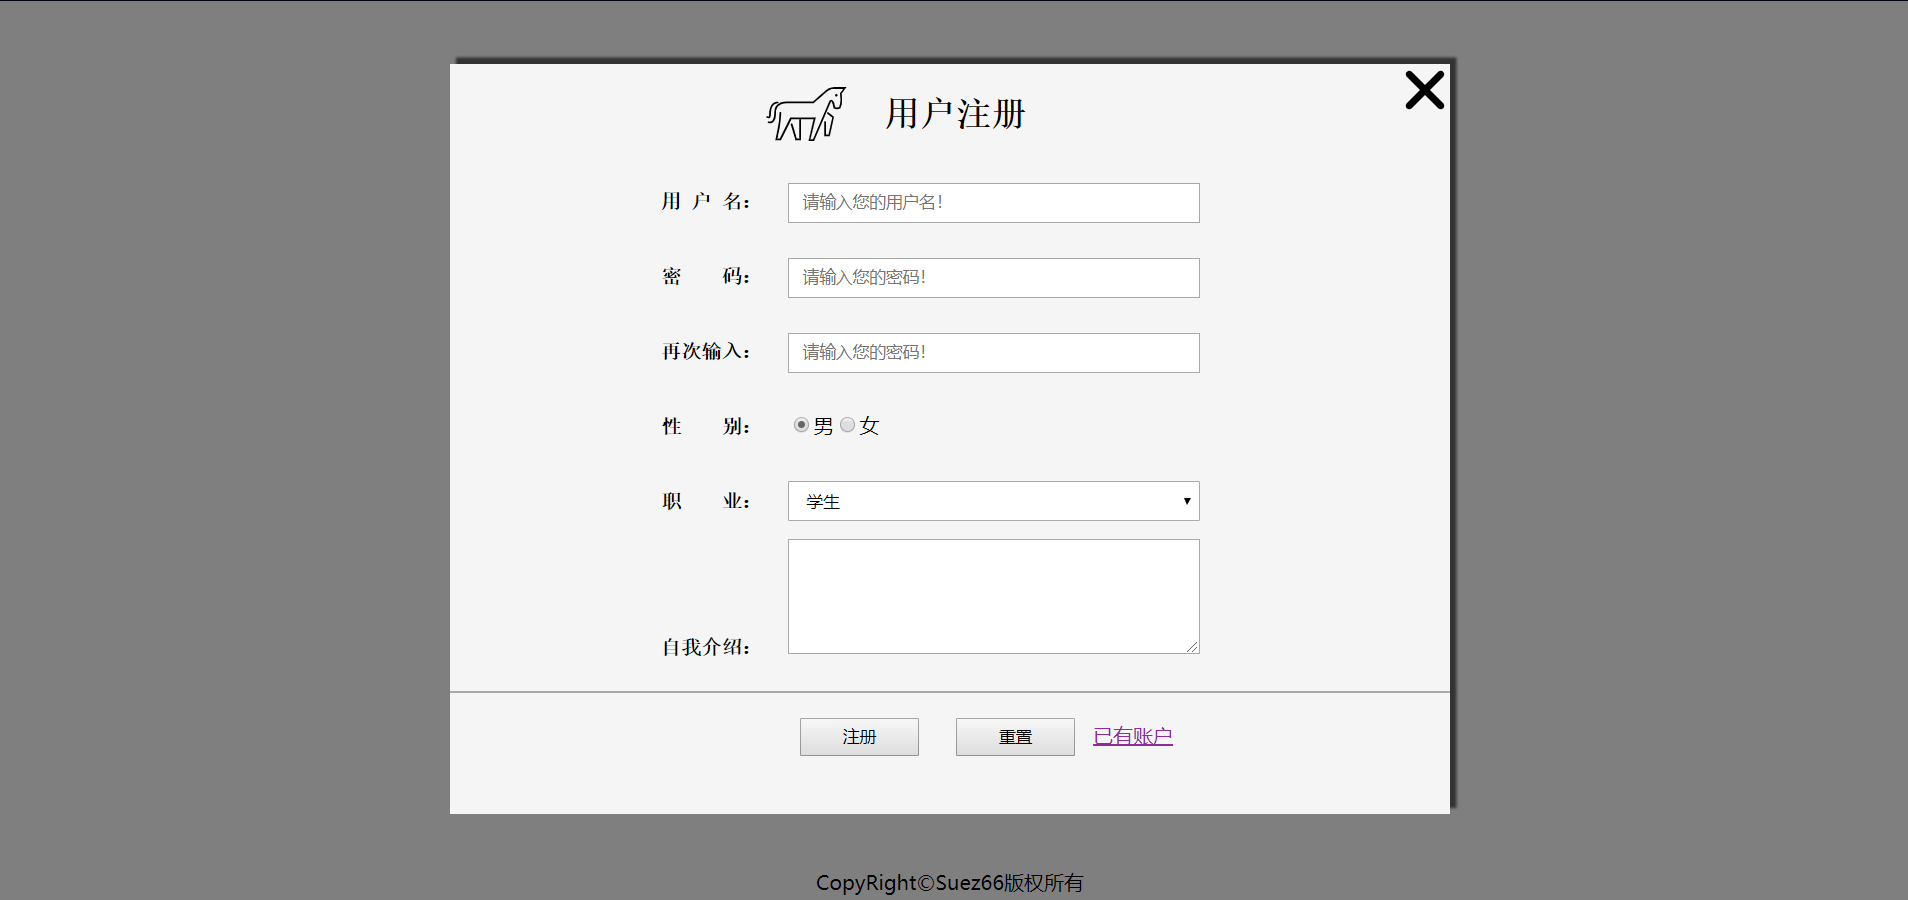 用户注册
用 户 名： 请输入您的用户名！
密 码： 请输入您的密码！
再次输入： 请输入您的密码！
性 别： 男 女
职 业： 学生
自我介绍：
注册 重置 已有账户
CopyRight©Suez66版权所有